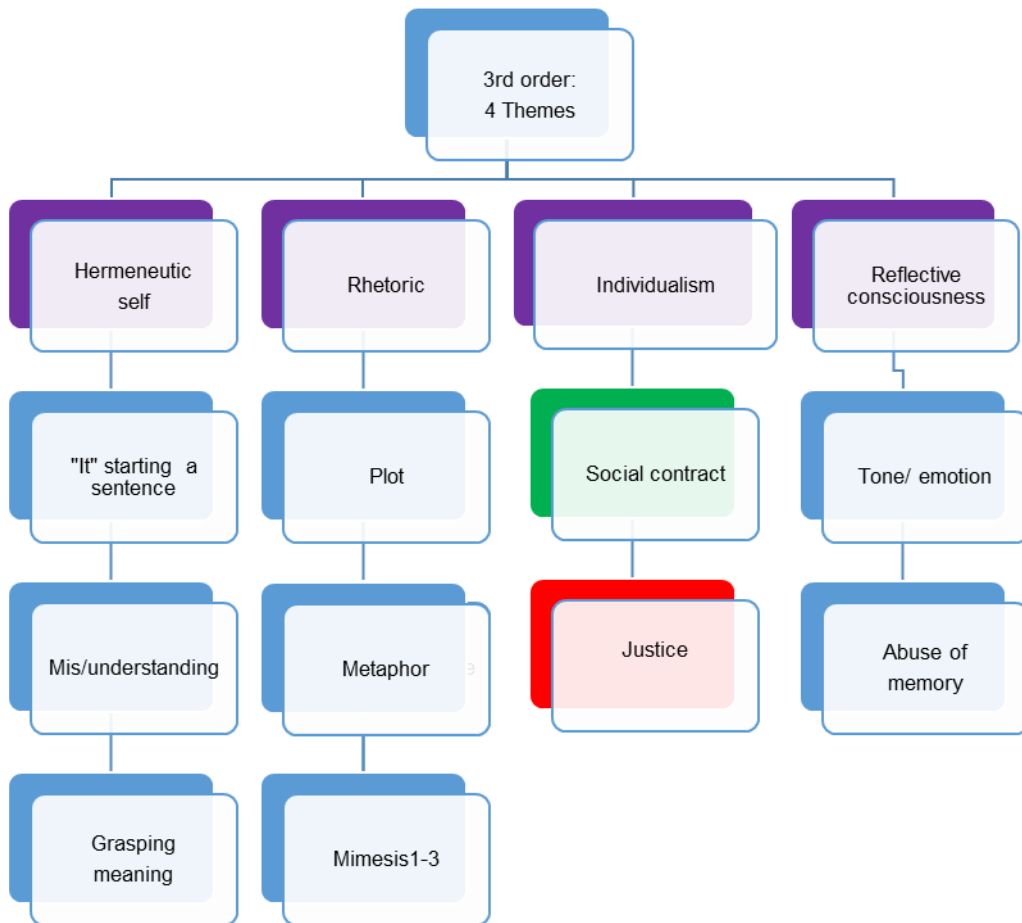 3rd order:
4 Themes
Hermeneutic
self
Rhetoric
Individualism
Reflective
consciousness
"It" starting a
sentence
Plot
Social contract
Tone/ emotion
Mis/understanding
Metaphor
Justice
Abuse of
memory
Grasping
meaning
Mimesis1-3